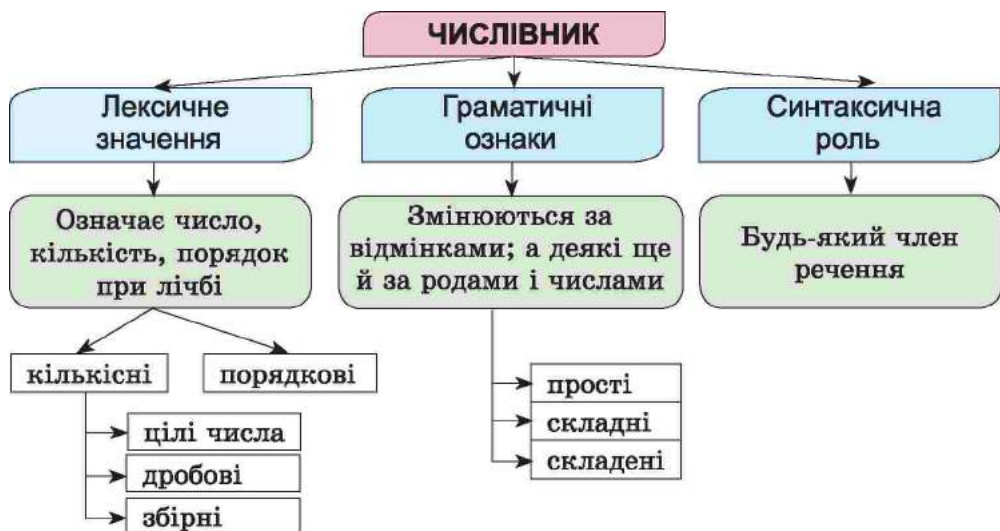 ЧИСЛІВНИК
Лексичне
значення
Граматичні
ознаки
Синтаксична
роль
Означає число,
кількість, порядок
при лічбі
Змінюються за
відмінками; а деякі ще
й за родами і числами
Будь-який член
речення
кількісні
порядкові
цілі числа
дробові
збірні
прості
складні
складені